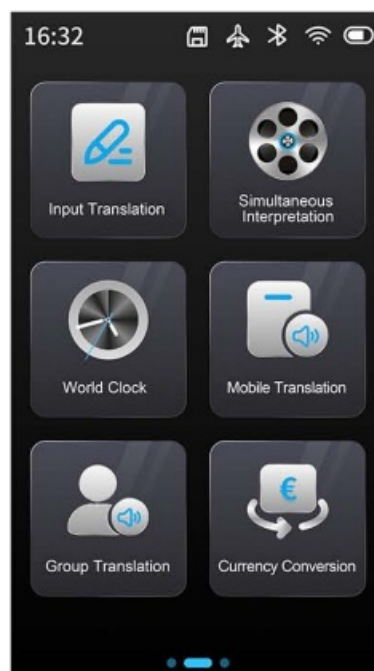 16:32
Input Translation
Simultaneous
Interpretation
World Clock
Mobile Translation
Group Translation
€
Currency Conversion